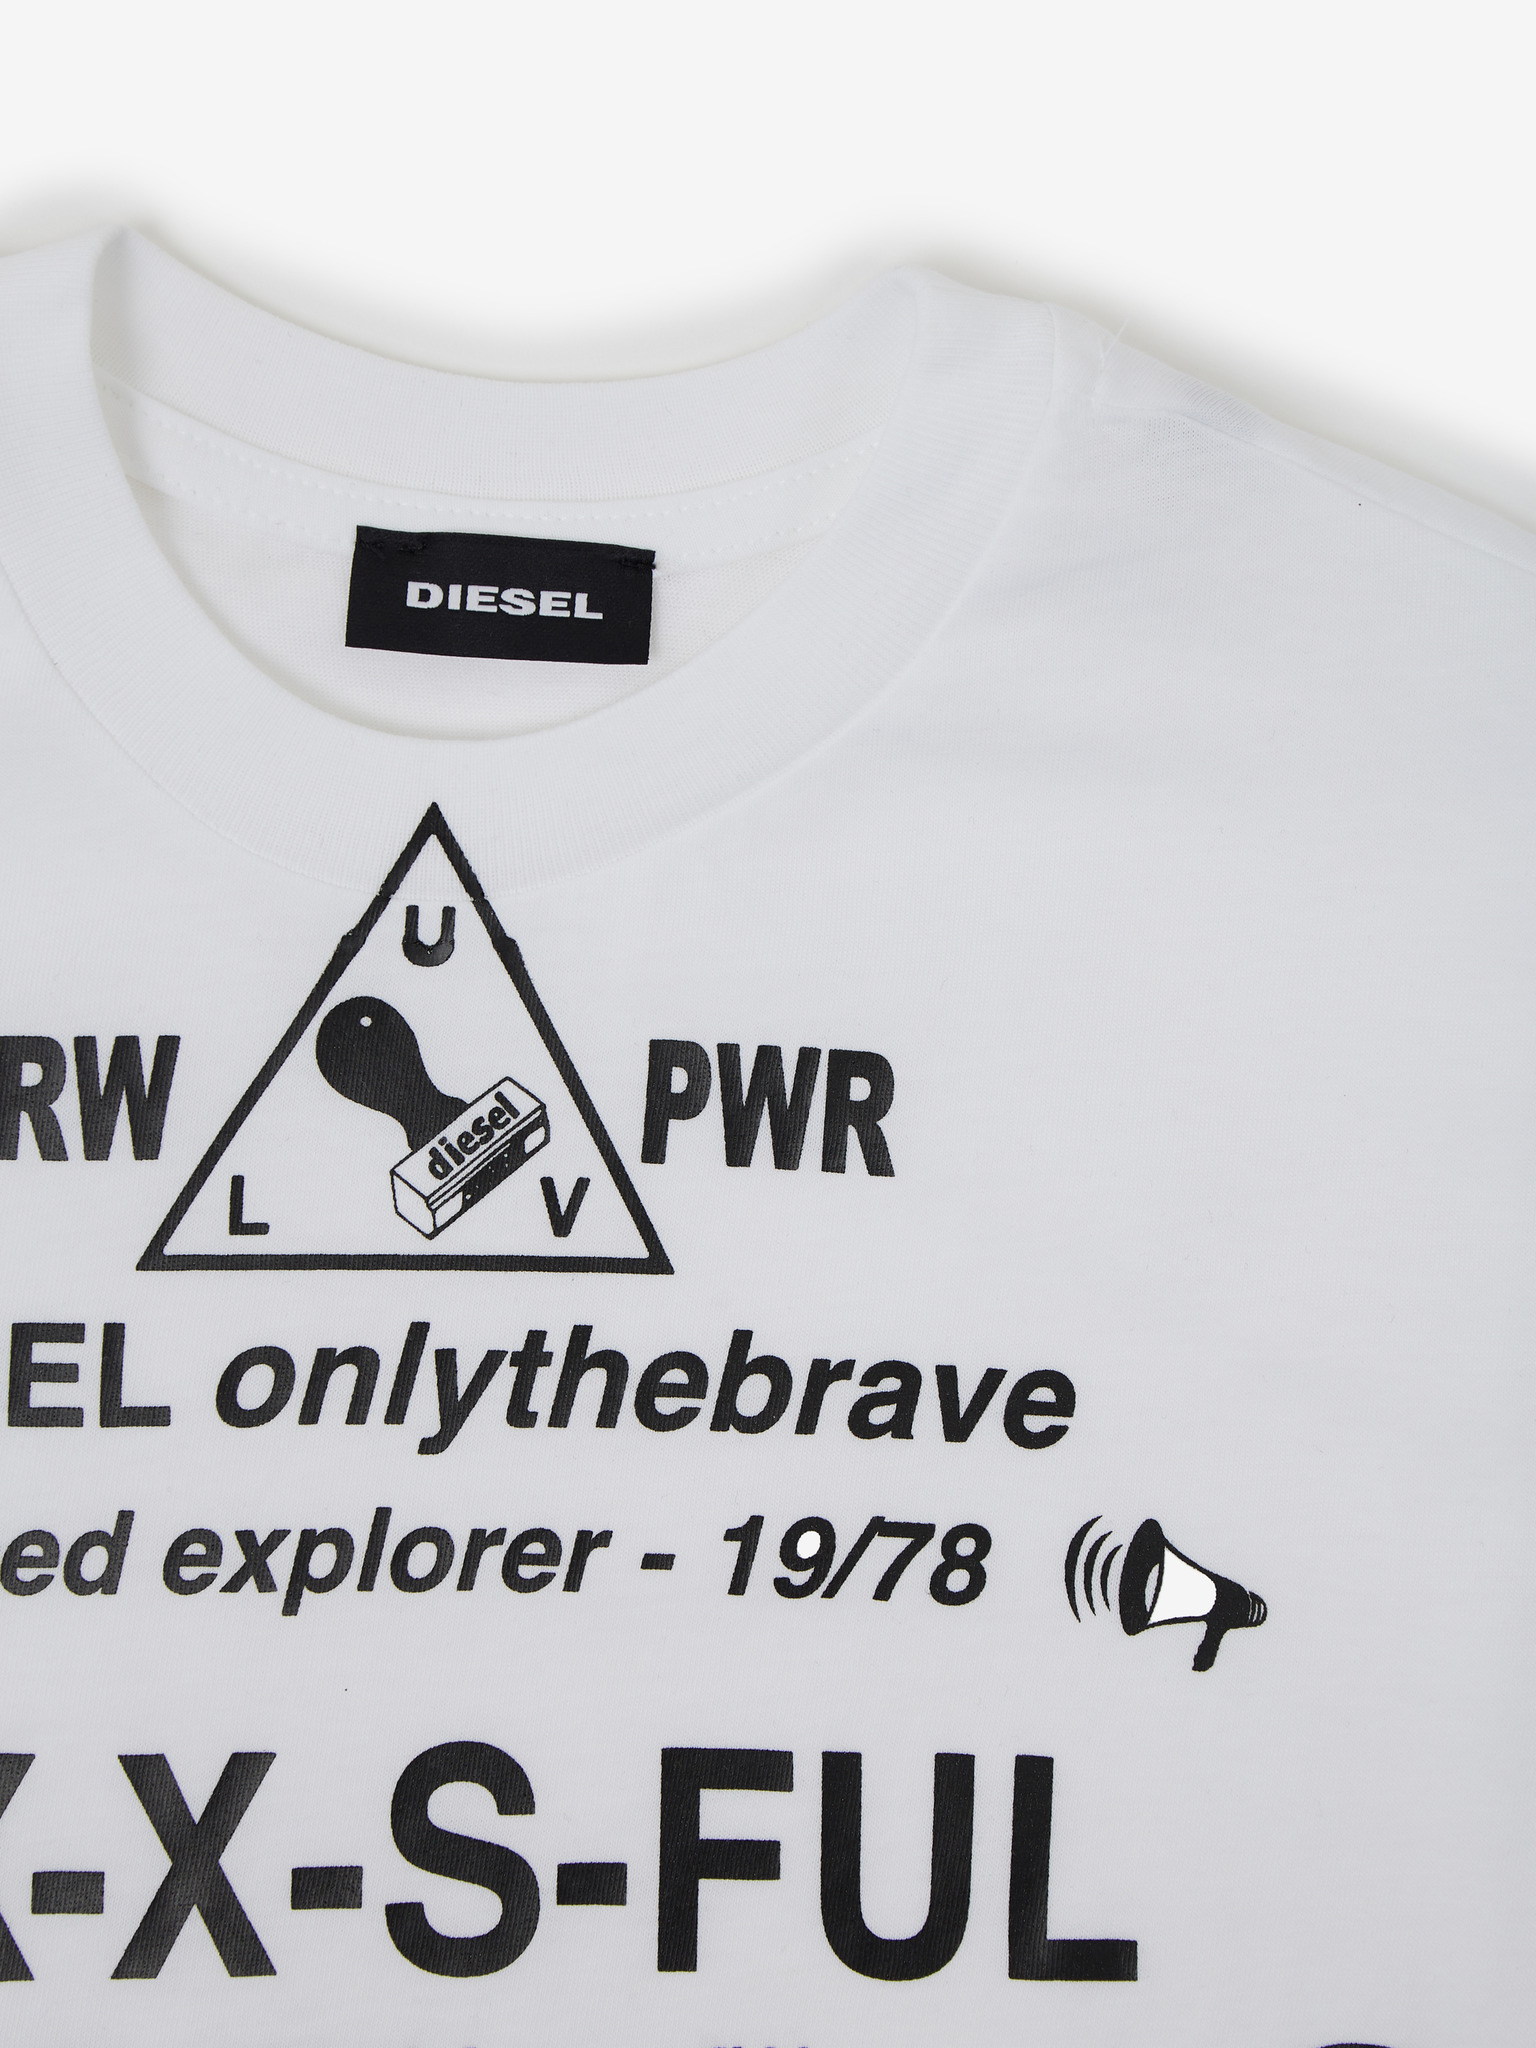 DIESEL
U
RW diesel PWR
L V
EL onlythebrave
ed explorer - 19/78
-X-S-FUL